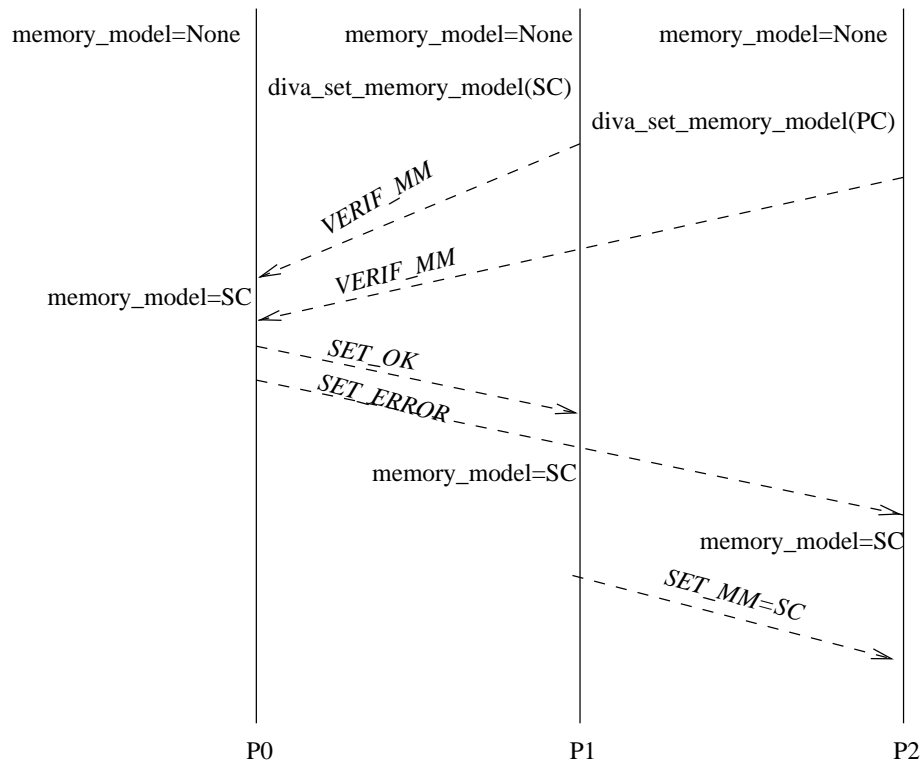 memory_model=None
memory_model=None
memory_model=None
diva_set_memory_model(SC)
diva_set_memory_model(PC)
VERIF_MM
VERIF_MM
memory_model=SC
SET_OK
SET_ERROR
memory_model=SC
memory_model=SC
SET_MM=SC
P0
P1
P2